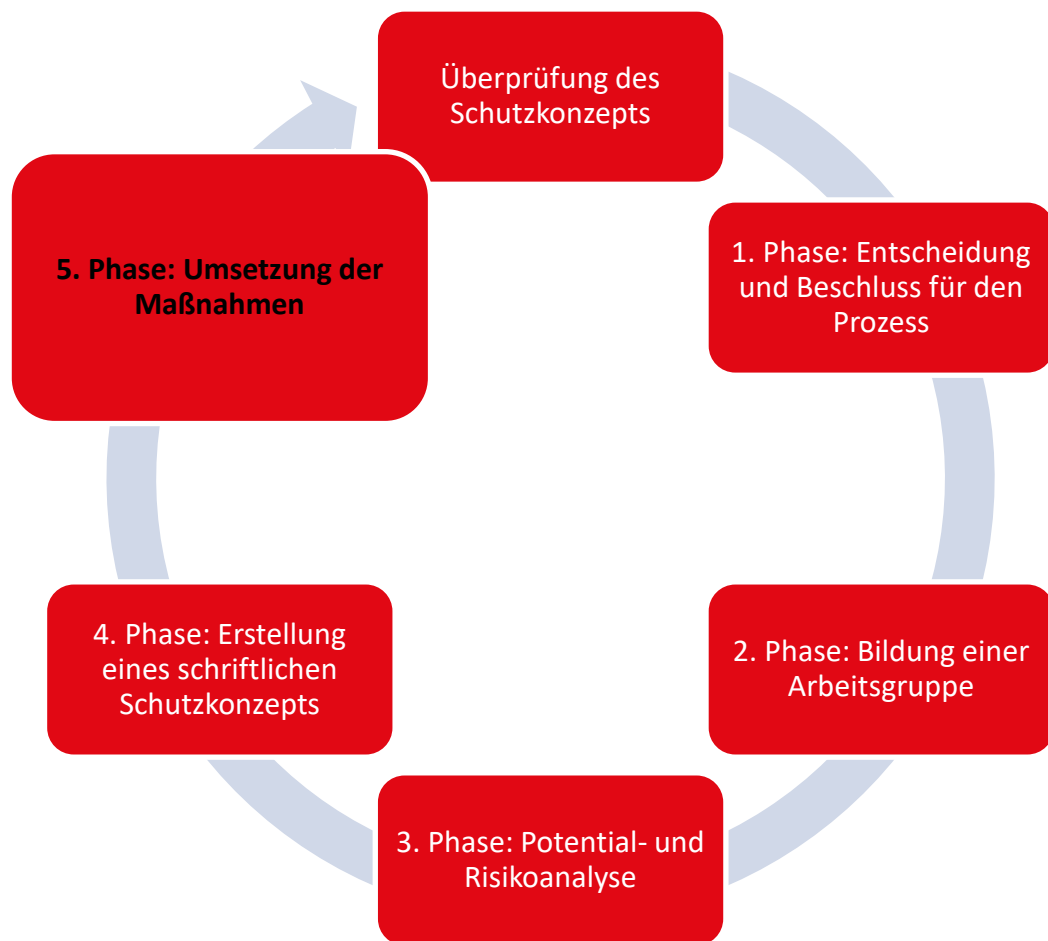 Überprüfung des
Schutzkonzepts
1. Phase: Entscheidung
und Beschluss für den
Prozess
2. Phase: Bildung einer
Arbeitsgruppe
3. Phase: Potential- und
Risikoanalyse
4. Phase: Erstellung
eines schriftlichen
Schutzkonzepts
5. Phase: Umsetzung der
Maßnahmen